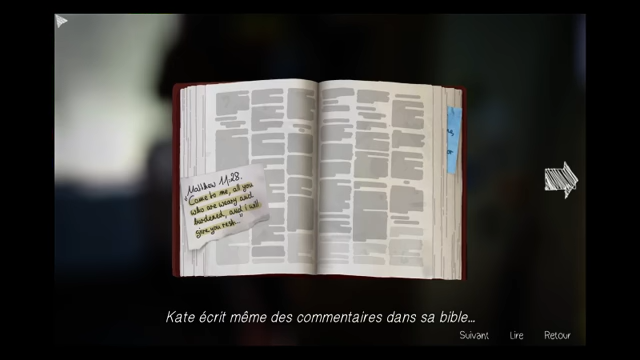 Matthew 11:28.
"Come to me, all you
who are weary and
burdened, and I will
give you rest..."
Kate écrit même des commentaires dans sa bible...
Suivant Lire Retour